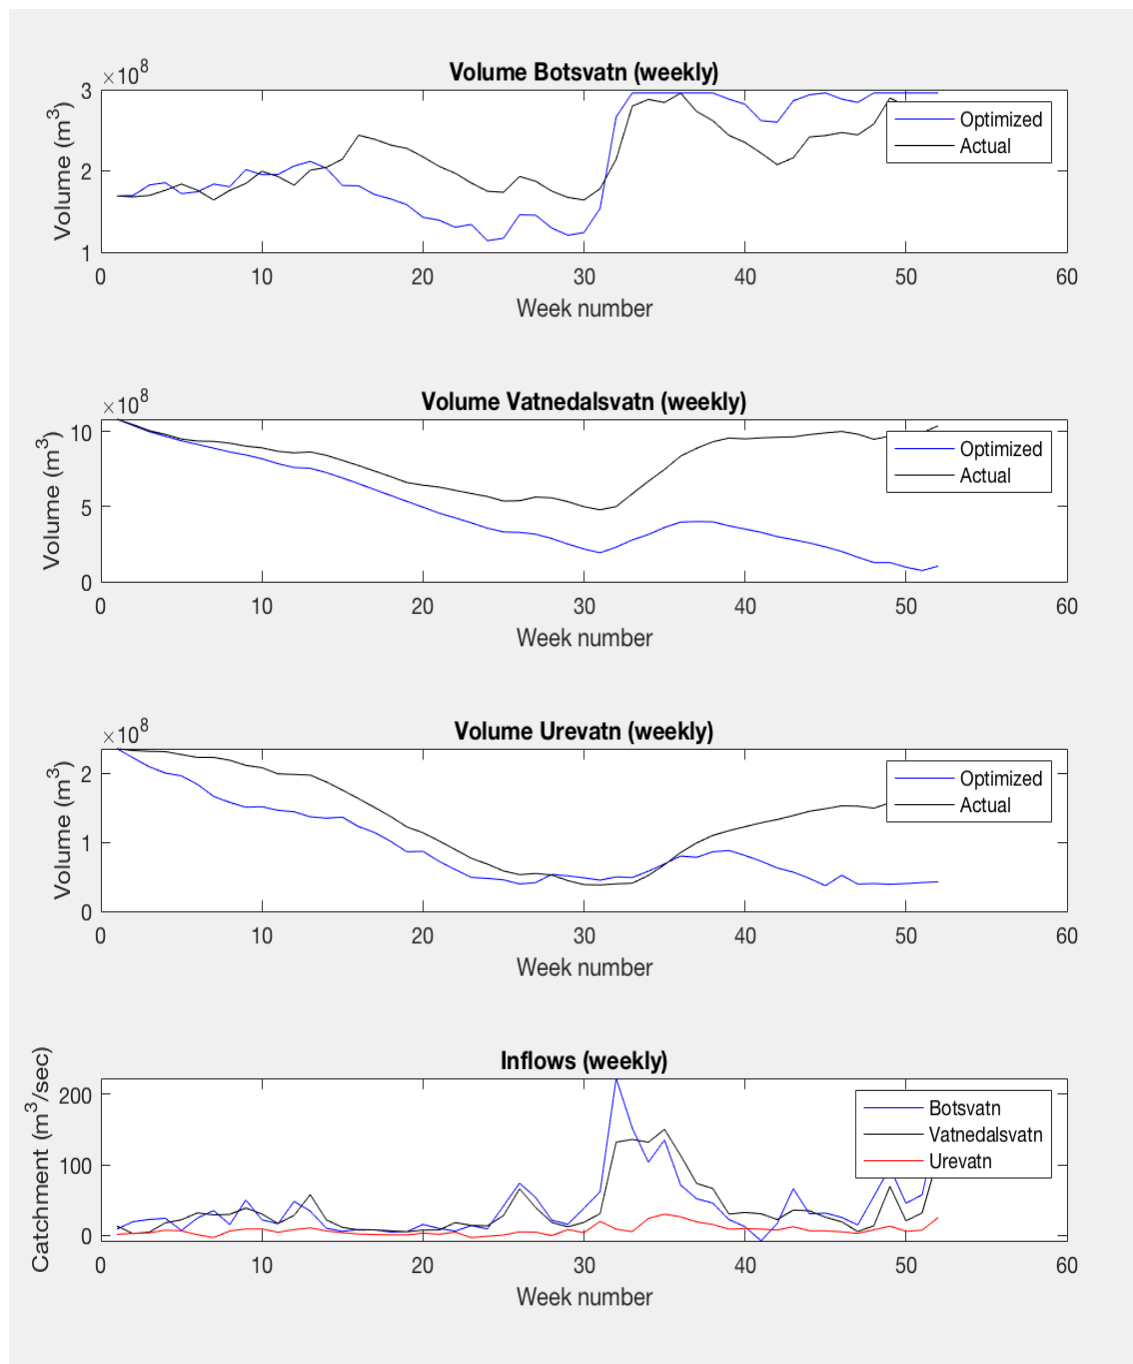 Volume Botsvatn (weekly)
×10^8
Volume (m^3)
3
2
1
0 10 20 30 40 50 60
Week number
Optimized
Actual
Volume Vatnedalsvatn (weekly)
×10^8
Volume (m^3)
10
5
0
0 10 20 30 40 50 60
Week number
Optimized
Actual
Volume Urevatn (weekly)
×10^8
Volume (m^3)
2
1
0
0 10 20 30 40 50 60
Week number
Optimized
Actual
Inflows (weekly)
Catchment (m^3/sec)
200
100
0
0 10 20 30 40 50 60
Week number
Botsvatn
Vatnedalsvatn
Urevatn